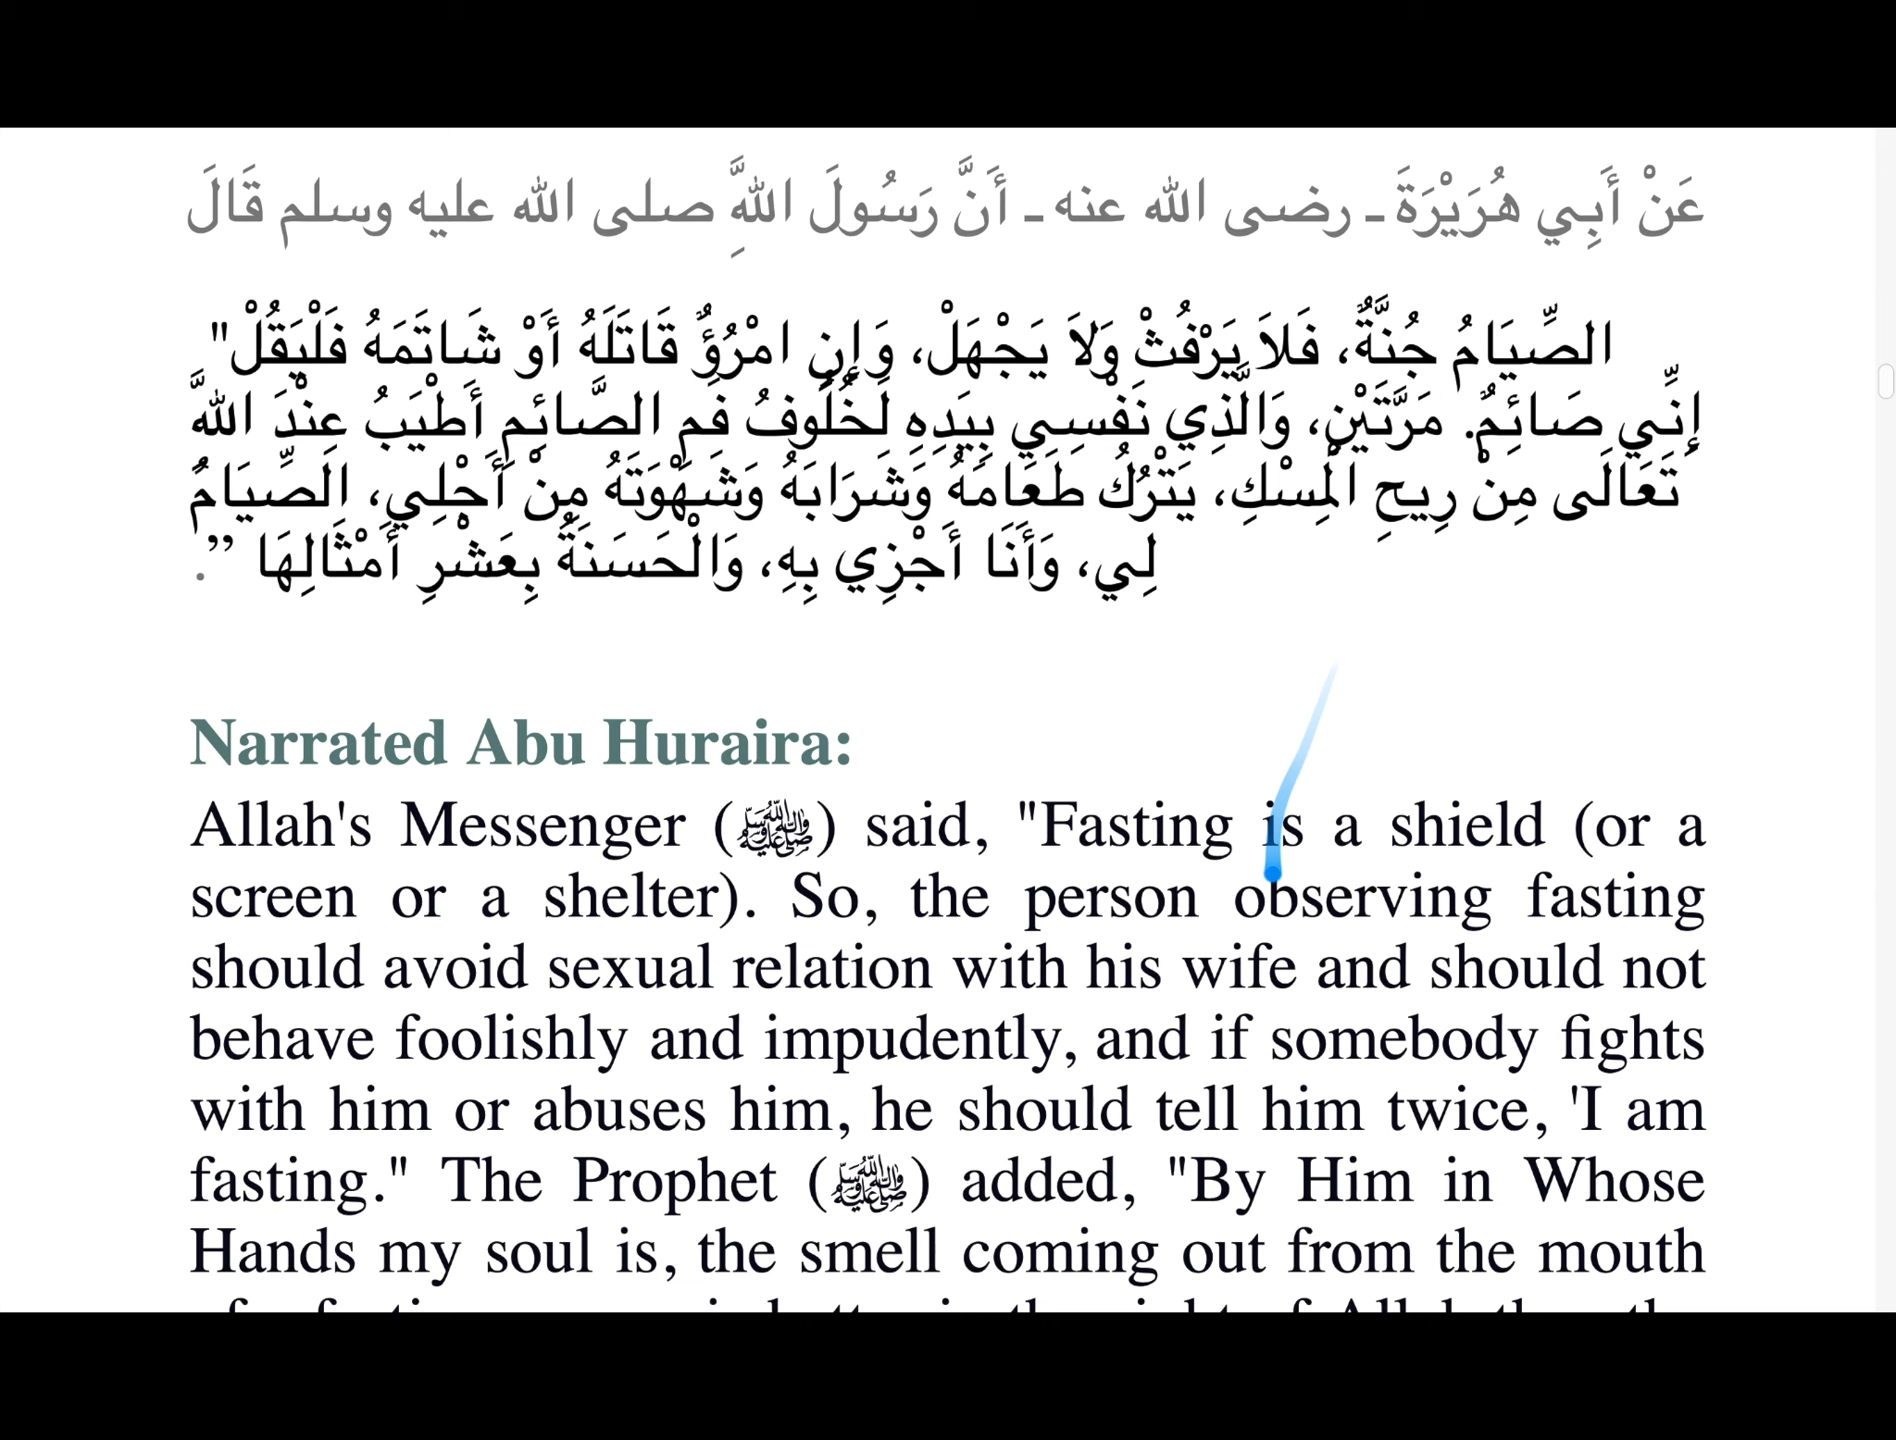 عَنْ أَبِي هُرَيْرَةَ ـ رضى الله عنه ـ أَنَّ رَسُولَ اللَّهِ صلى الله عليه وسلم قَالَ
الصِّيَامُ جُنَّةٌ، فَلاَ يَرْفُثْ وَلاَ يَجْهَلْ، وَإِنِ امْرُؤٌ قَاتَلَهُ أَوْ شَاتَمَهُ فَلْيَقُلْ"
إِنِّي صَائِمٌ. مَرَّتَيْنِ، وَالَّذِي نَفْسِي بِيَدِهِ لَخُلُوفُ فَمِ الصَّائِمِ أَطْيَبُ عِنْدَ اللَّهِ
تَعَالَى مِنْ رِيحِ الْمِسْكِ، يَتْرُكُ طَعَامَهُ وَشَرَابَهُ وَشَهْوَتَهُ مِنْ أَجْلِي، الصِّيَامُ
لِي، وَأَنَا أَجْزِي بِهِ، وَالْحَسَنَةُ بِعَشْرِ أَمْثَالِهَا ‏”‏‏.‏
Narrated Abu Huraira:
Allah's Messenger (ﷺ) said, "Fasting is a shield (or a
screen or a shelter). So, the person observing fasting
should avoid sexual relation with his wife and should not
behave foolishly and impudently, and if somebody fights
with him or abuses him, he should tell him twice, 'I am
fasting." The Prophet (ﷺ) added, "By Him in Whose
Hands my soul is, the smell coming out from the mouth